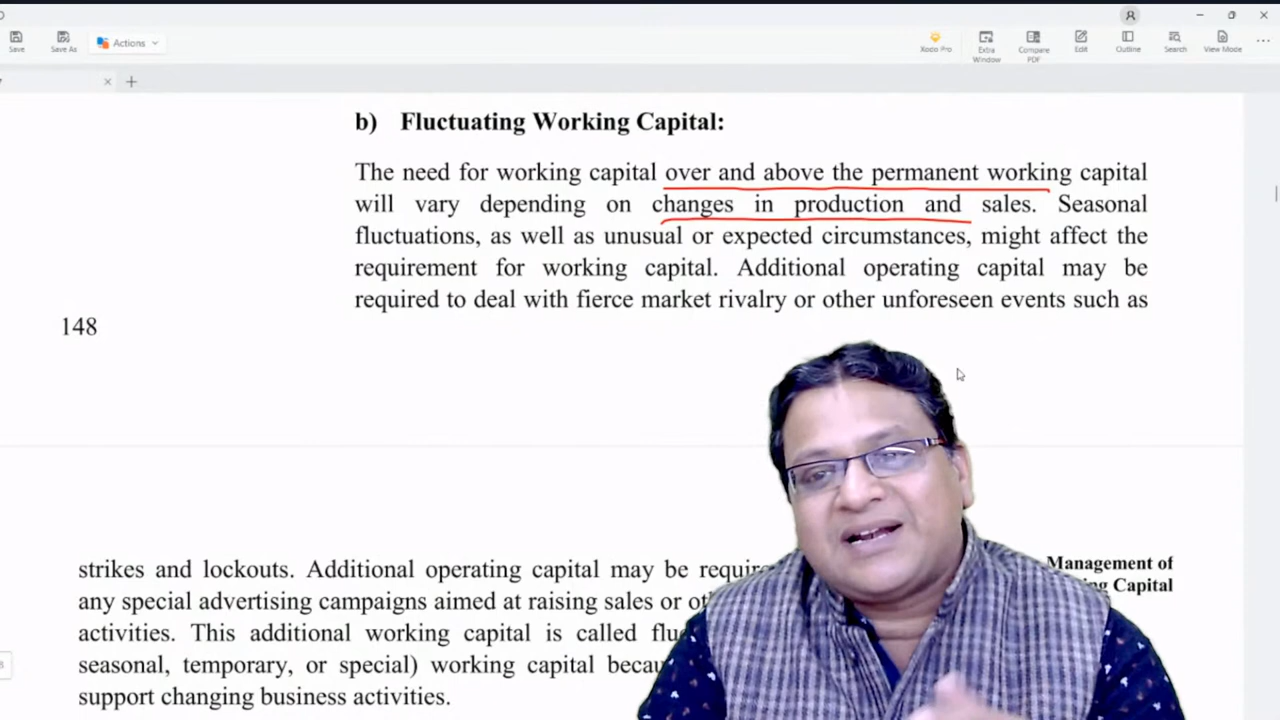 Save
Save As
Actions
Xodo Pro
Extra Window
Compare PDF
Edit
Outline
Search
View Mode
b) Fluctuating Working Capital:
The need for working capital over and above the permanent working capital
will vary depending on changes in production and sales. Seasonal
fluctuations, as well as unusual or expected circumstances, might affect the
requirement for working capital. Additional operating capital may be
required to deal with fierce market rivalry or other unforeseen events such as
148
Management of
Capital
strikes and lockouts. Additional operating capital may be
any special advertising campaigns aimed at raising sales or
activities. This additional working capital is called
seasonal, temporary, or special) working capital
support changing business activities.